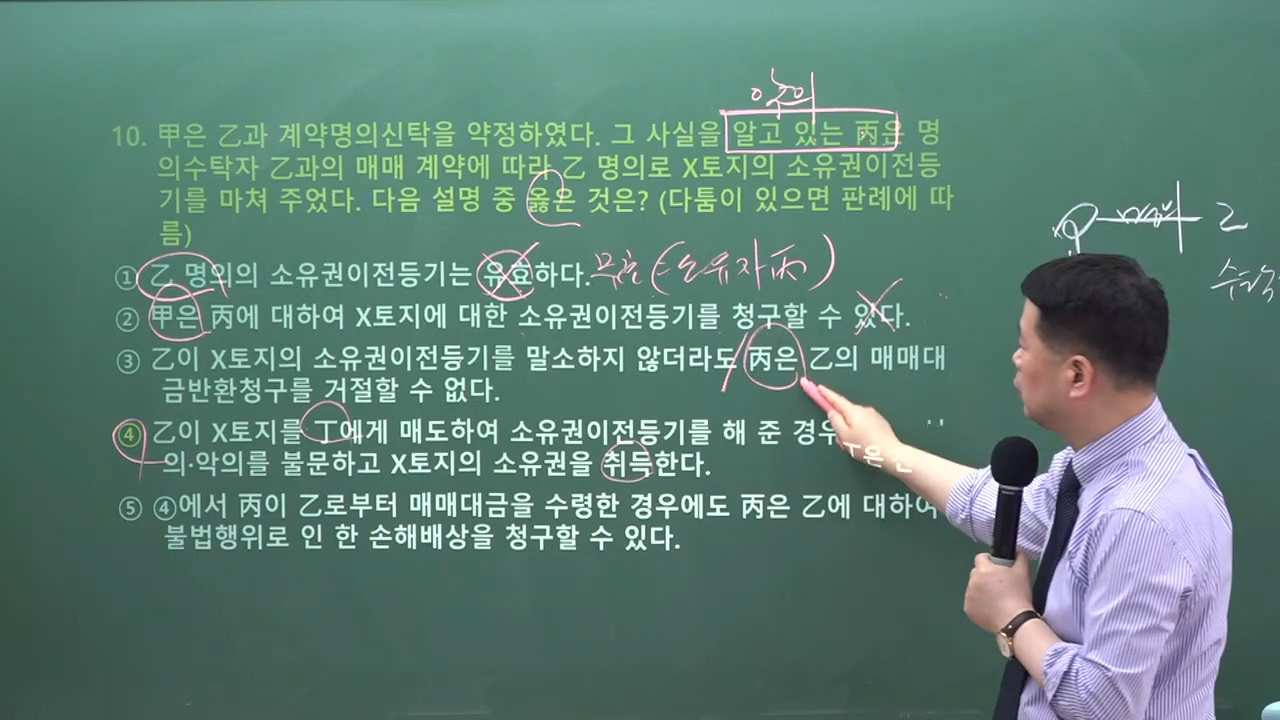 악의
10. 甲은 乙과 계약명의신탁을 약정하였다. 그 사실을 알고 있는 丙은 명
의수탁자 乙과의 매매 계약에 따라 乙 명의로 X토지의 소유권이전등
기를 마쳐 주었다. 다음 설명 중 옳은 것은? (다툼이 있으면 판례에 따
름)
① 乙 명의의 소유권이전등기는 유효하다. 무효(소유자 丙)
② 甲은 丙에 대하여 X토지에 대한 소유권이전등기를 청구할 수 있다.
③ 乙이 X토지의 소유권이전등기를 말소하지 않더라도 丙은 乙의 매매대
금반환청구를 거절할 수 없다.
④ 乙이 X토지를 丁에게 매도하여 소유권이전등기를 해 준 경우 丁은 선
의·악의를 불문하고 X토지의 소유권을 취득한다.
⑤ ④에서 丙이 乙로부터 매매대금을 수령한 경우에도 丙은 乙에 대하여
불법행위로 인 한 손해배상을 청구할 수 있다.
乙